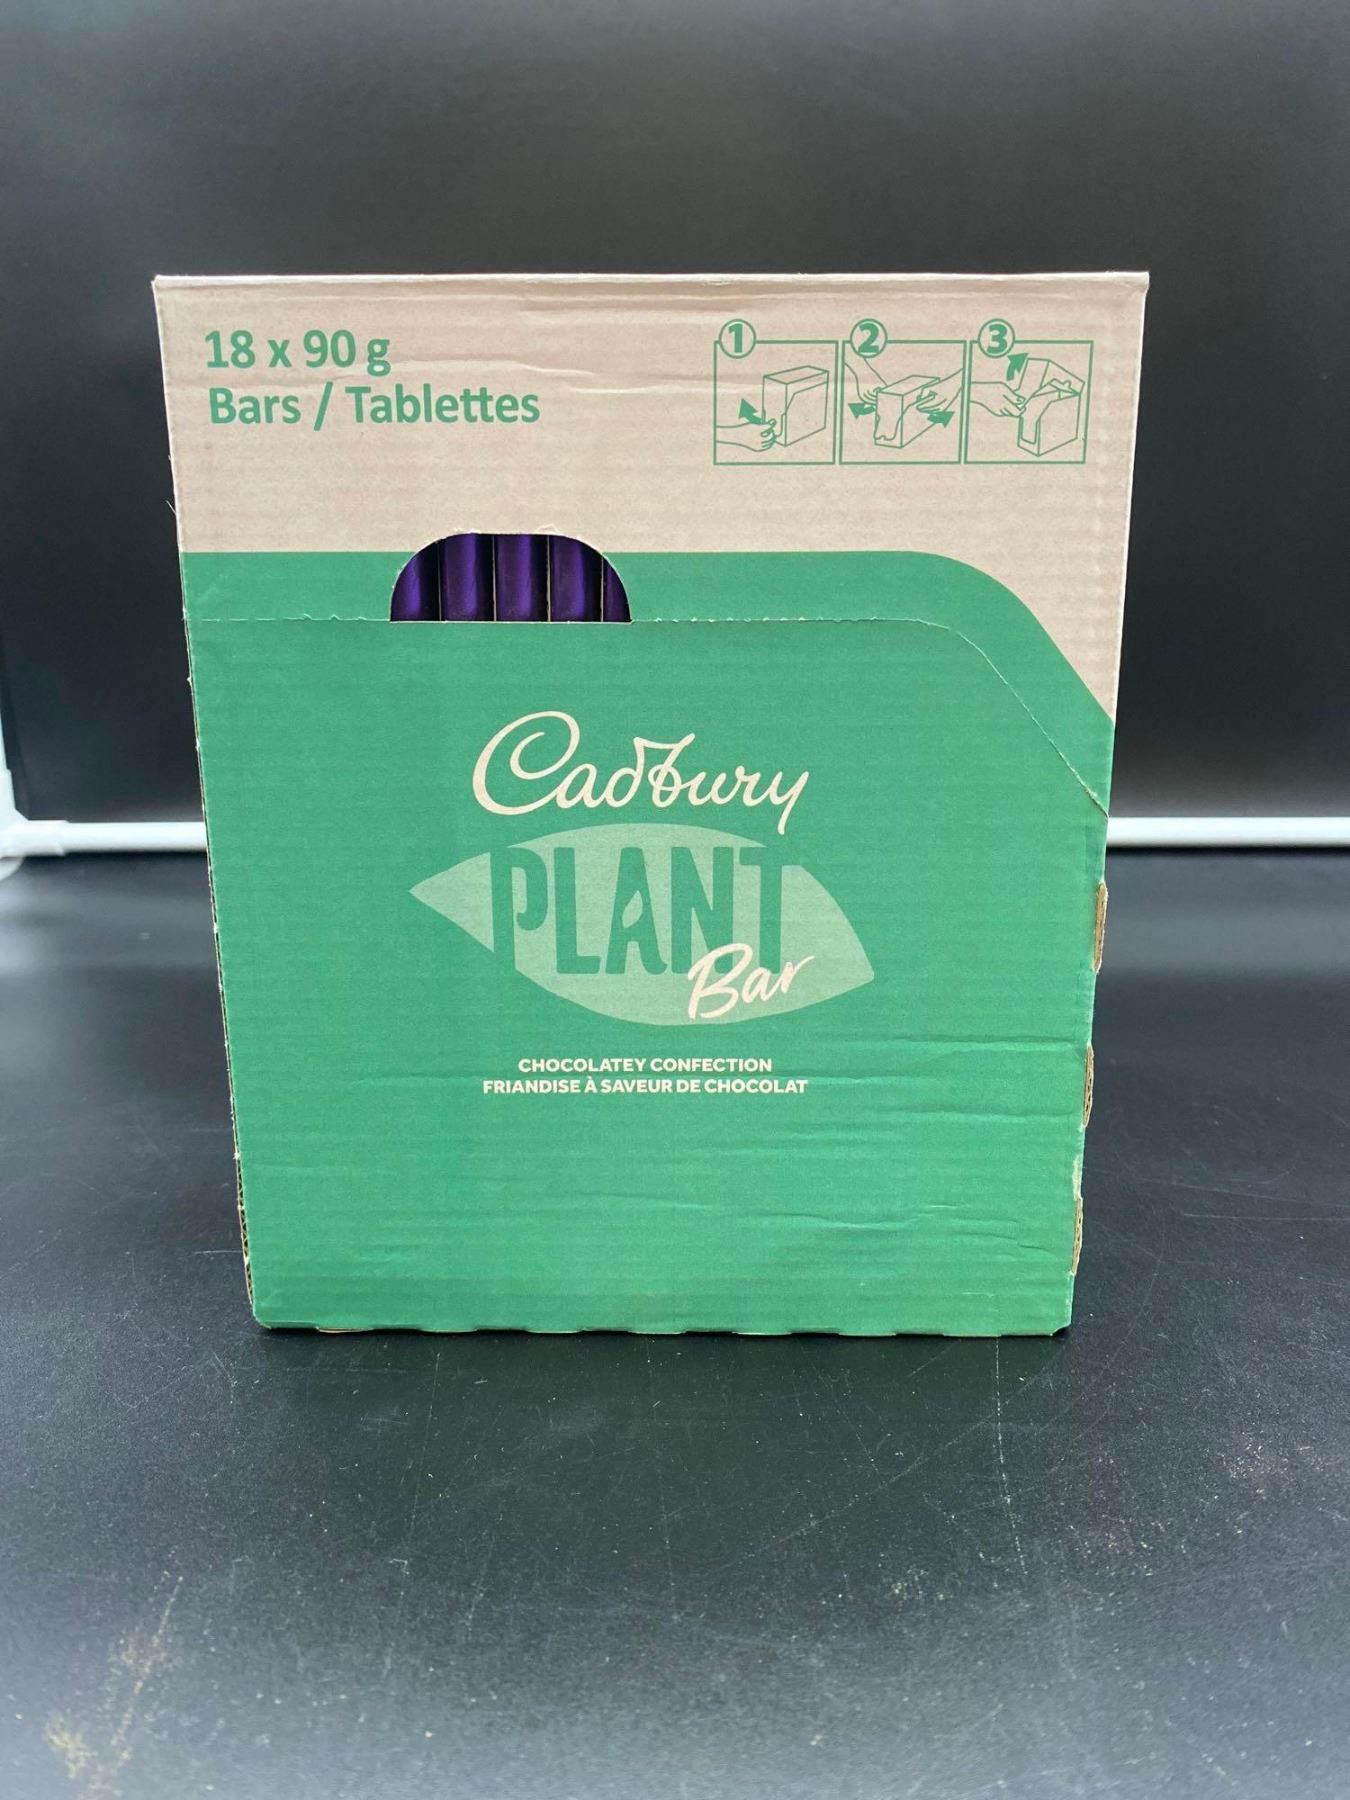 18 x 90 g
Bars / Tablettes
1 2 3
Cadbury
PLANT
Bar
CHOCOLATEY CONFECTION
FRIANDISE À SAVEUR DE CHOCOLAT